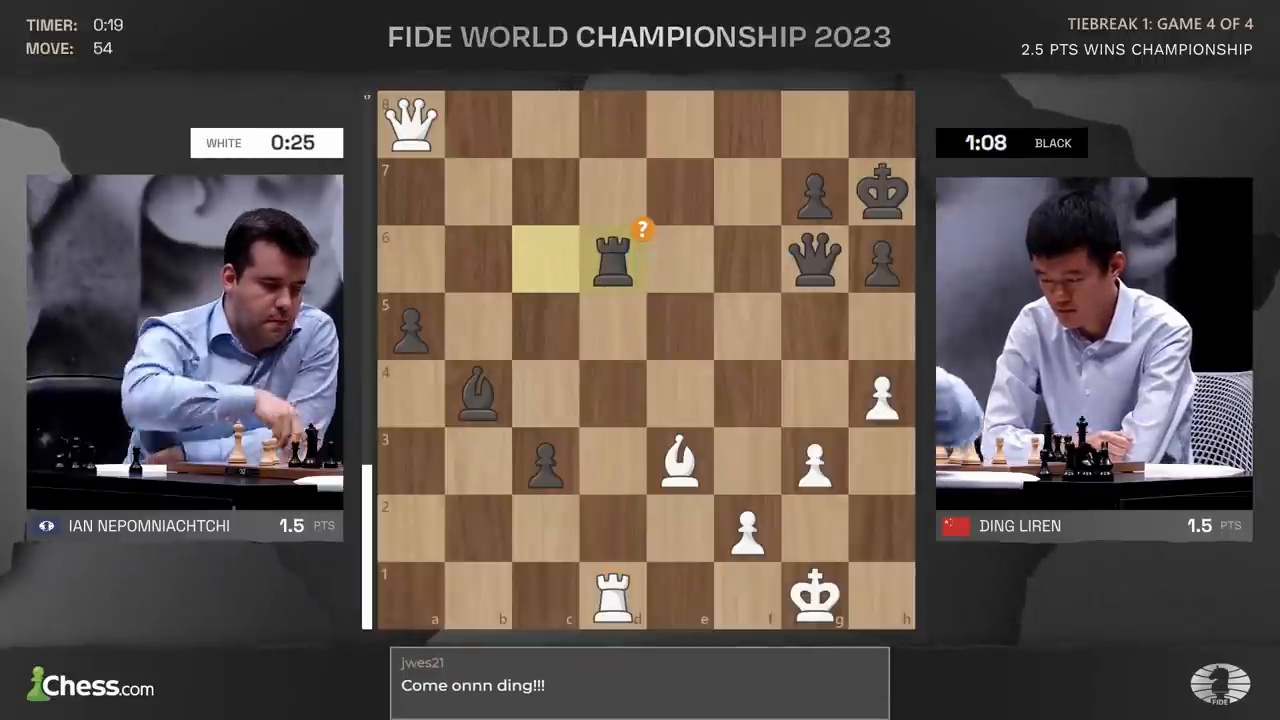 TIMER: 0:19
MOVE: 54
FIDE WORLD CHAMPIONSHIP 2023
TIEBREAK 1: GAME 4 OF 4
2.5 PTS WINS CHAMPIONSHIP
WHITE 0:25
1:08 BLACK
8
7
6
?
5
4
3
2
1
a b c d e f g h
IAN NEPOMNIACHTCHI 1.5 PTS
DING LIREN 1.5 PTS
jwes21
Come onnn ding!!!
Chess.com
FIDE